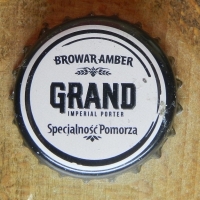 BROWAR AMBER
GRAND
IMPERIAL PORTER
Specjalność Pomorza